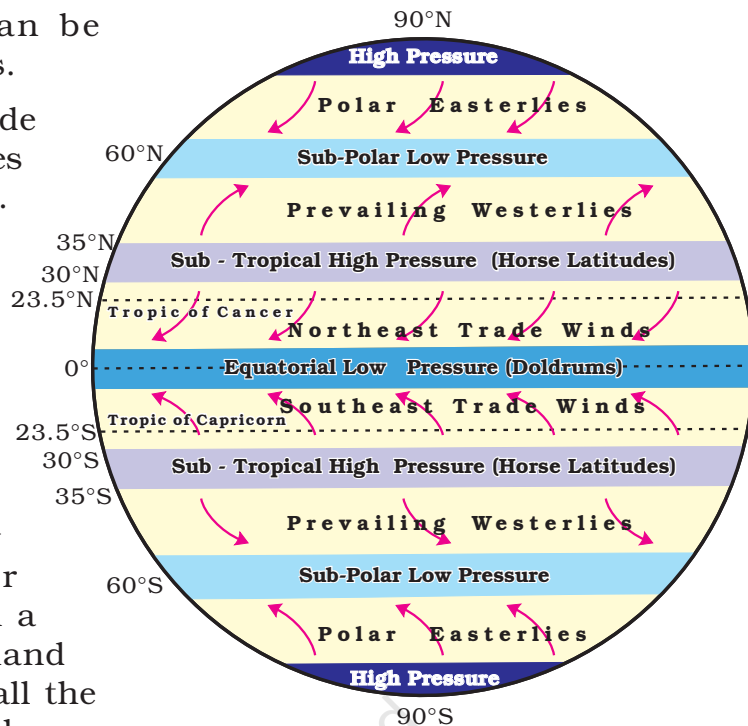 an be
90°N
s.
High Pressure
de
Polar Easterlies
es
60°N
Sub-Polar Low Pressure
.
Prevailing Westerlies
35°N
Sub - Tropical High Pressure (Horse Latitudes)
30°N
23.5°N
Tropic of Cancer
Northeast Trade Winds
0°
Equatorial Low Pressure (Doldrums)
Southeast Trade Winds
Tropic of Capricorn
23.5°S
30°S
Sub - Tropical High Pressure (Horse Latitudes)
35°S
Prevailing Westerlies
60°S
Sub-Polar Low Pressure
r
a
Polar Easterlies
and
High Pressure
all the
90°S